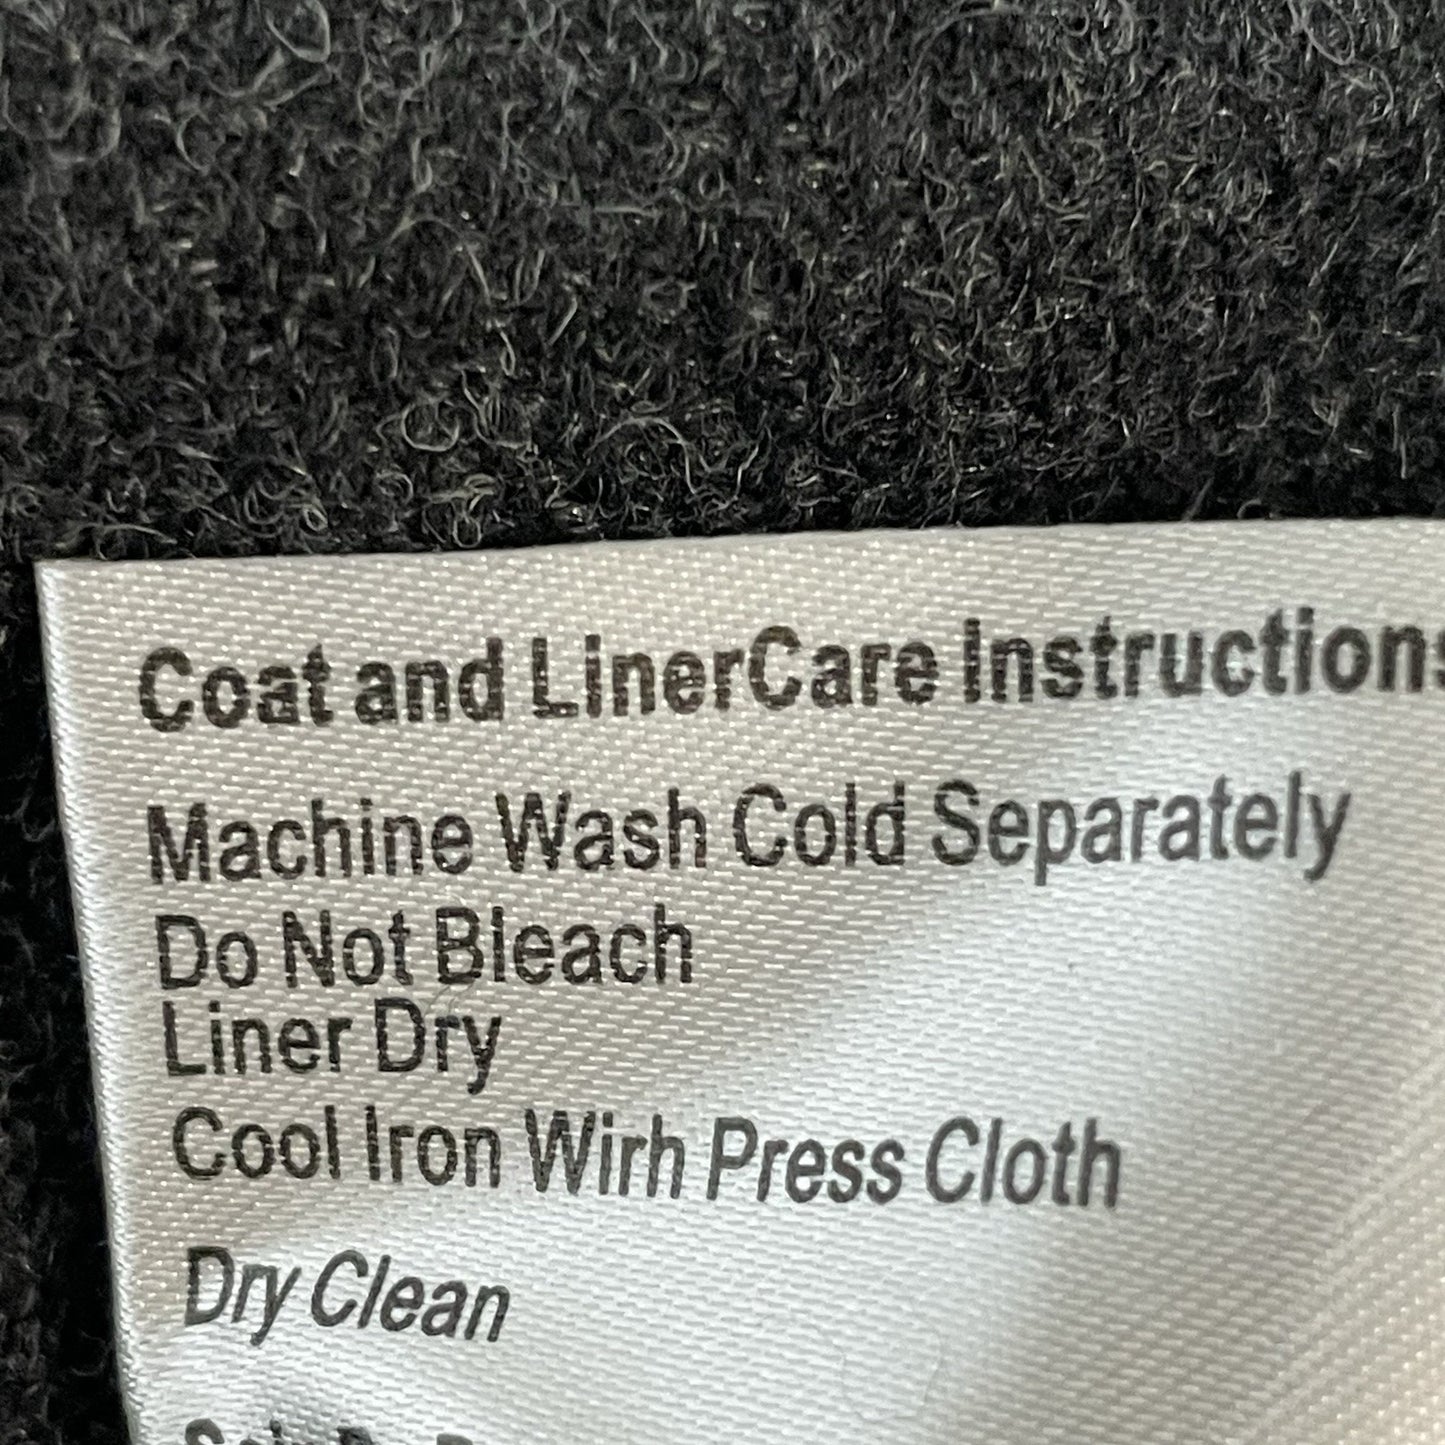 Coat and LinerCare Instructions
Machine Wash Cold Separately
Do Not Bleach
Liner Dry
Cool Iron Wirh Press Cloth
Dry Clean